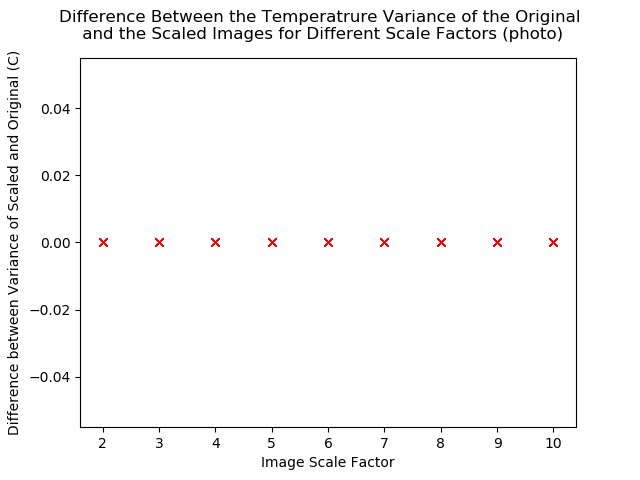 Difference Between the Temperatrure Variance of the Original
and the Scaled Images for Different Scale Factors (photo)
Difference between Variance of Scaled and Original (C)
0.04
0.02
0.00
−0.02
−0.04
2 3 4 5 6 7 8 9 10
Image Scale Factor